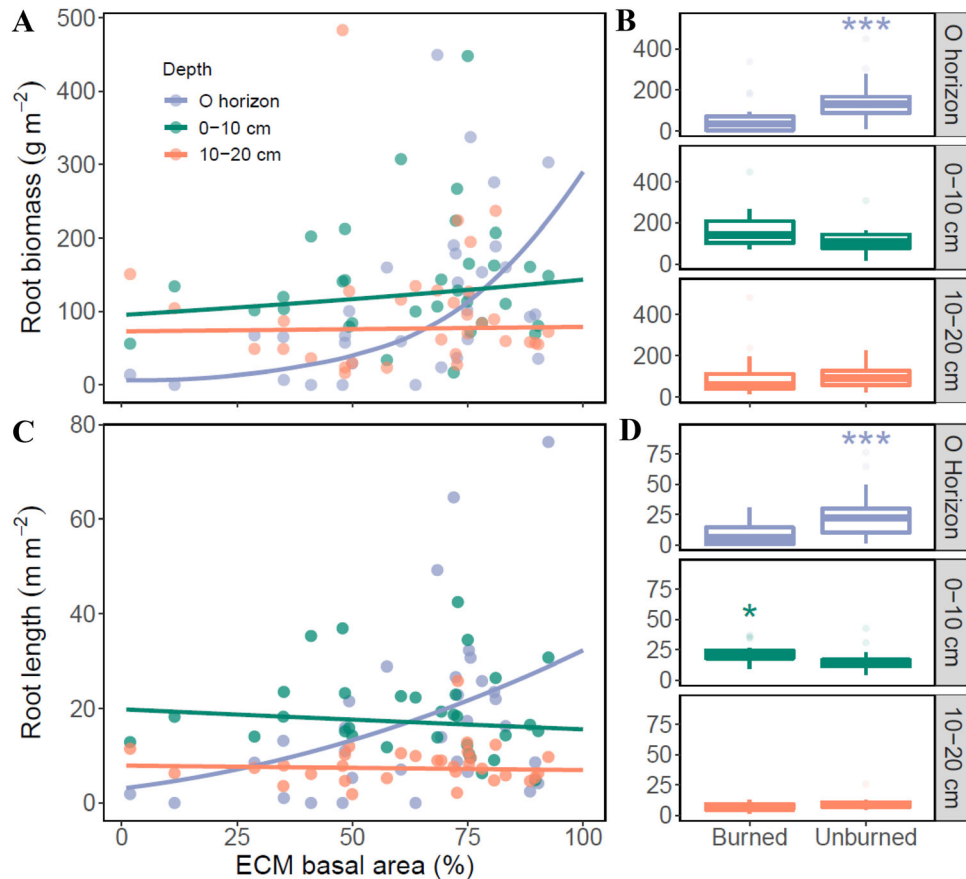 A
Root biomass (g m⁻²)
500
400
300
200
100
0
Depth
O horizon
0−10 cm
10−20 cm
B
400
200
0
***
O horizon
400
200
0
0−10 cm
400
200
0
10−20 cm
C
Root length (m m⁻²)
80
60
40
20
0
0
25
50
75
100
ECM basal area (%)
D
75
50
25
0
***
O Horizon
75
50
25
0
*
0−10 cm
75
50
25
0
10−20 cm
Burned
Unburned